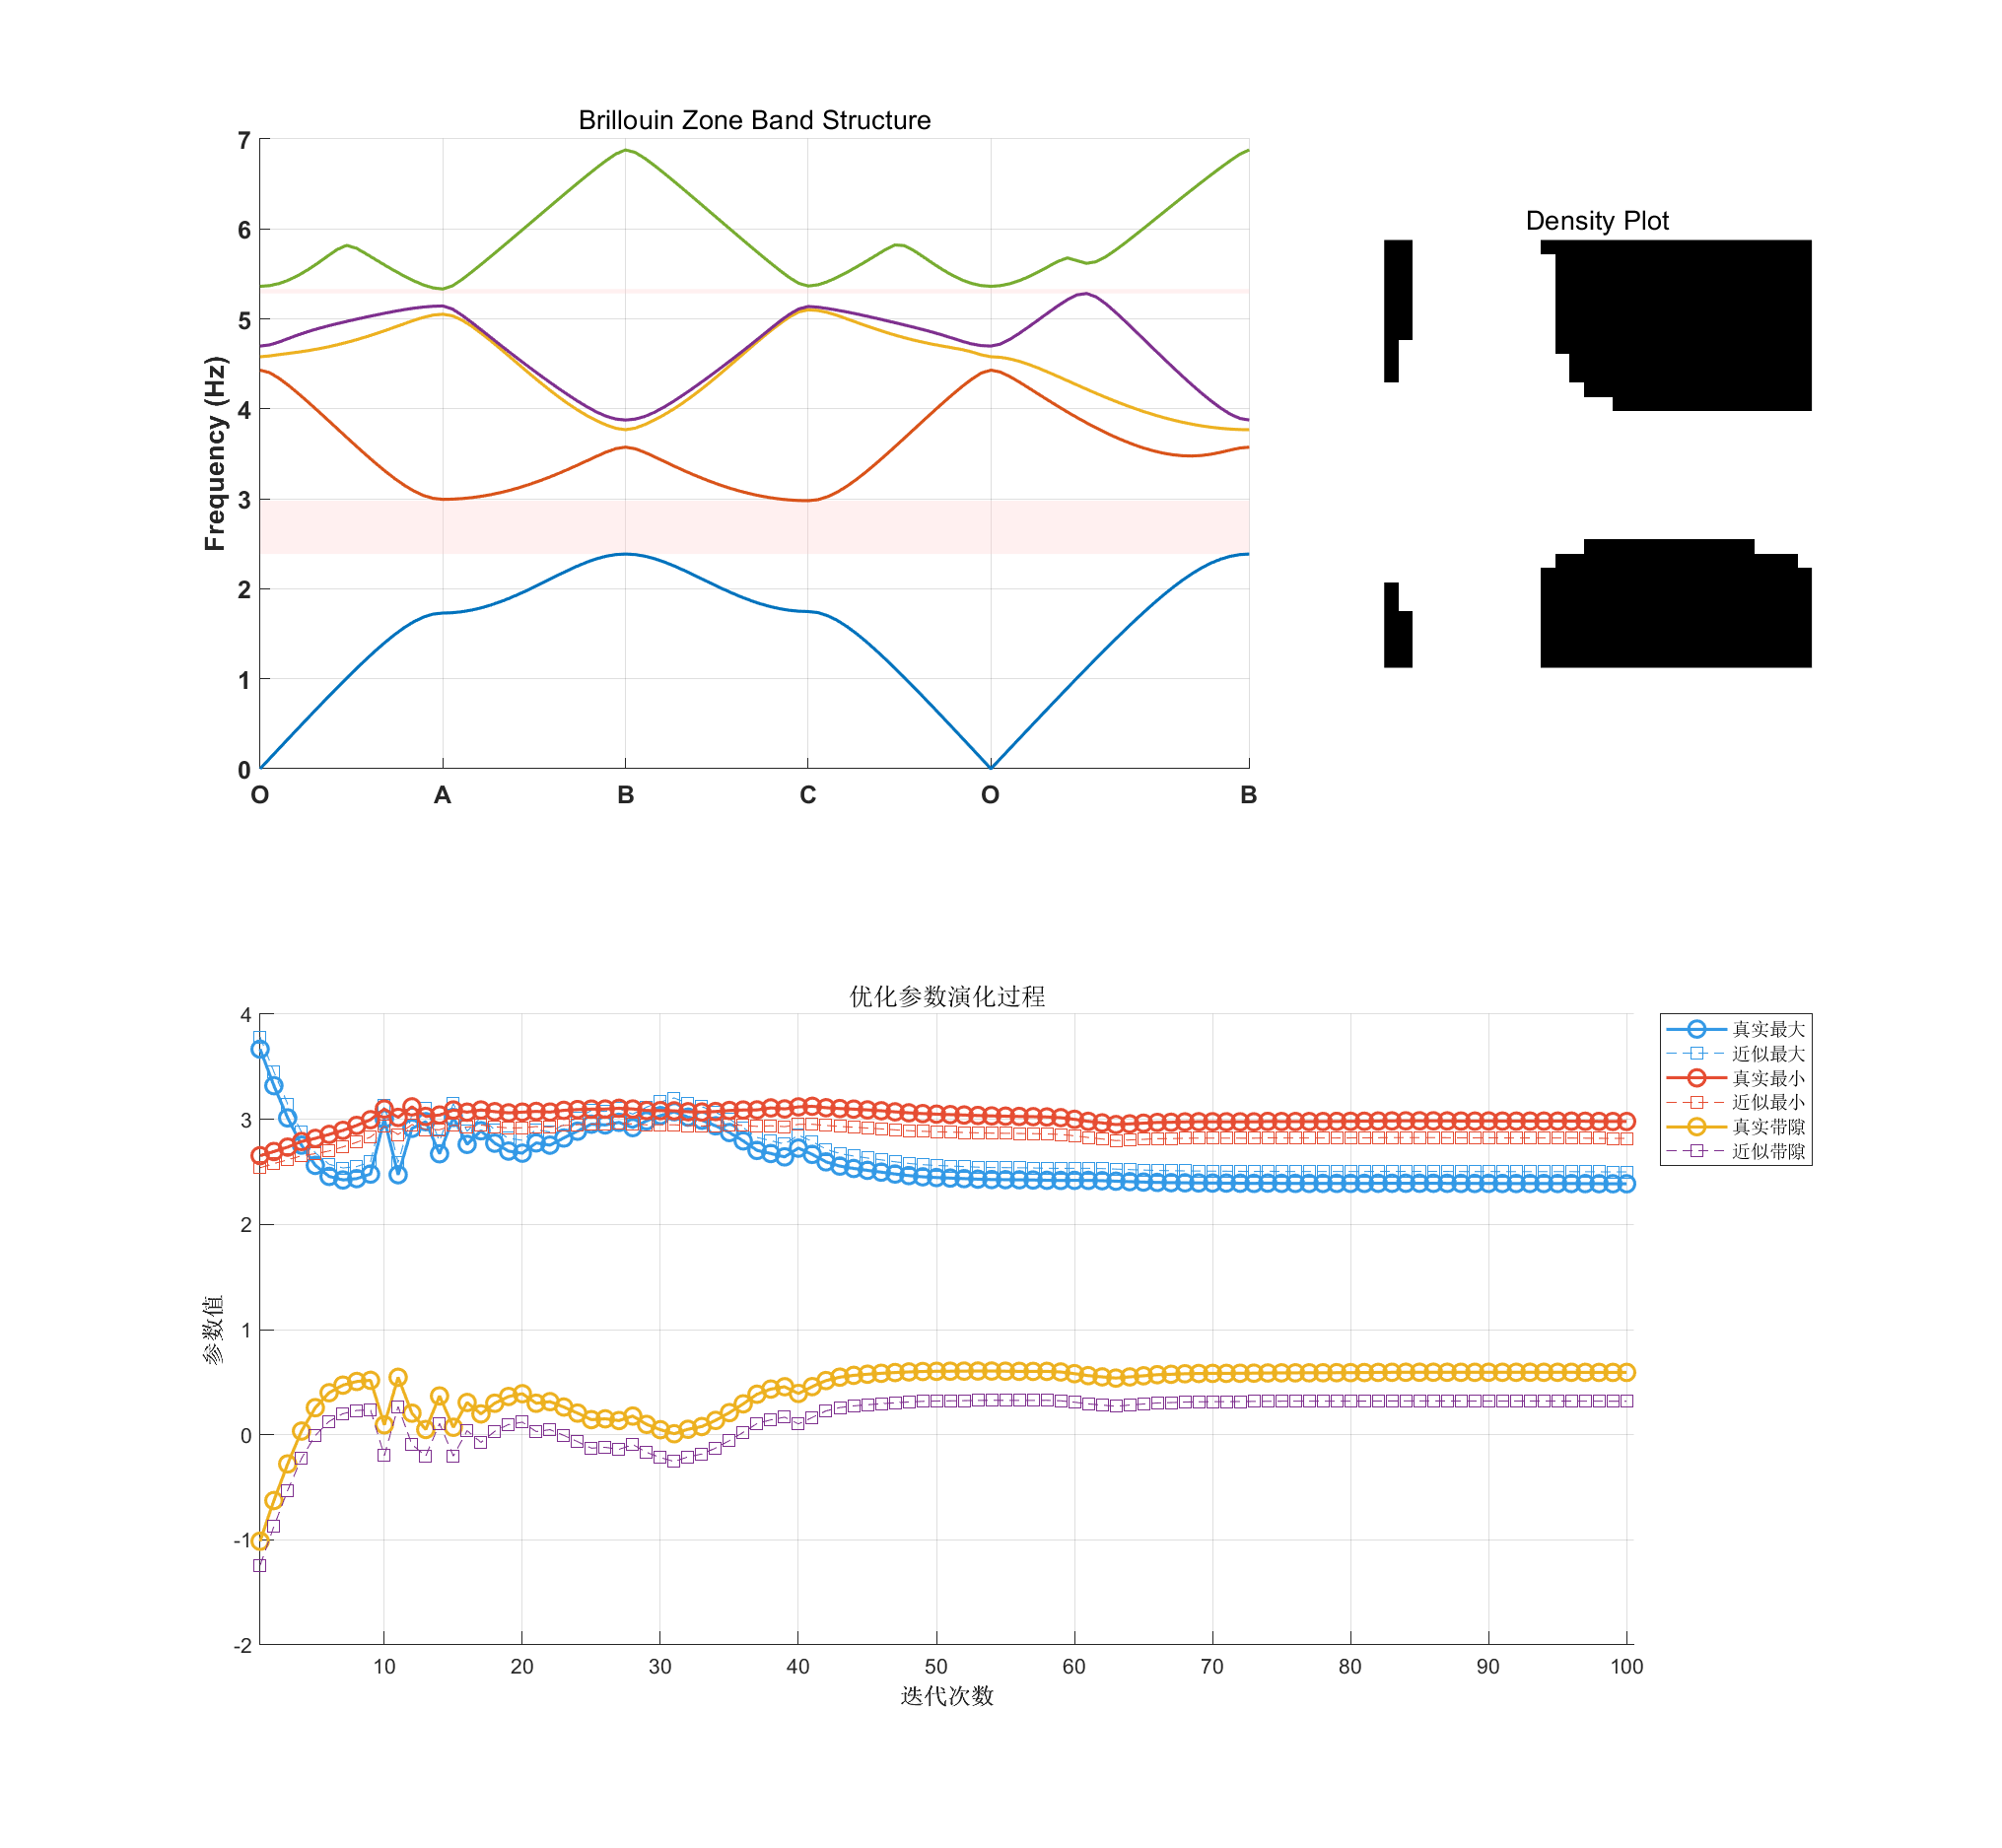 Brillouin Zone Band Structure
7
6
5
4
3
2
1
0
Frequency (Hz)
O A B C O B
Density Plot
优化参数演化过程
4
3
2
1
0
-1
-2
参数值
10 20 30 40 50 60 70 80 90 100
迭代次数
真实最大
近似最大
真实最小
近似最小
真实带隙
近似带隙